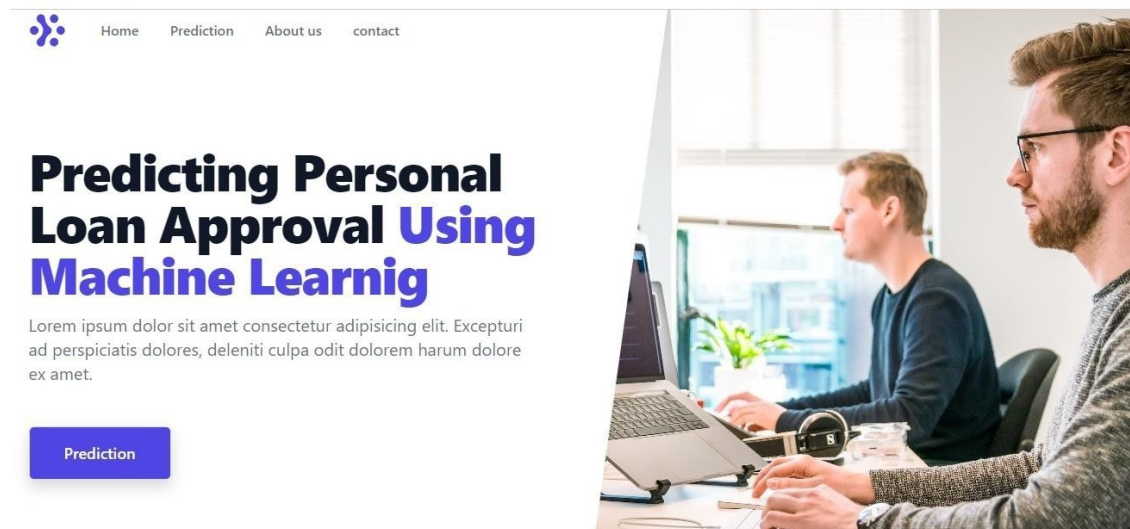 Home Prediction About us contact
Predicting Personal
Loan Approval Using
Machine Learnig
Lorem ipsum dolor sit amet consectetur adipisicing elit. Excepturi
ad perspiciatis dolores, deleniti culpa odit dolorem harum dolore
ex amet.
Prediction